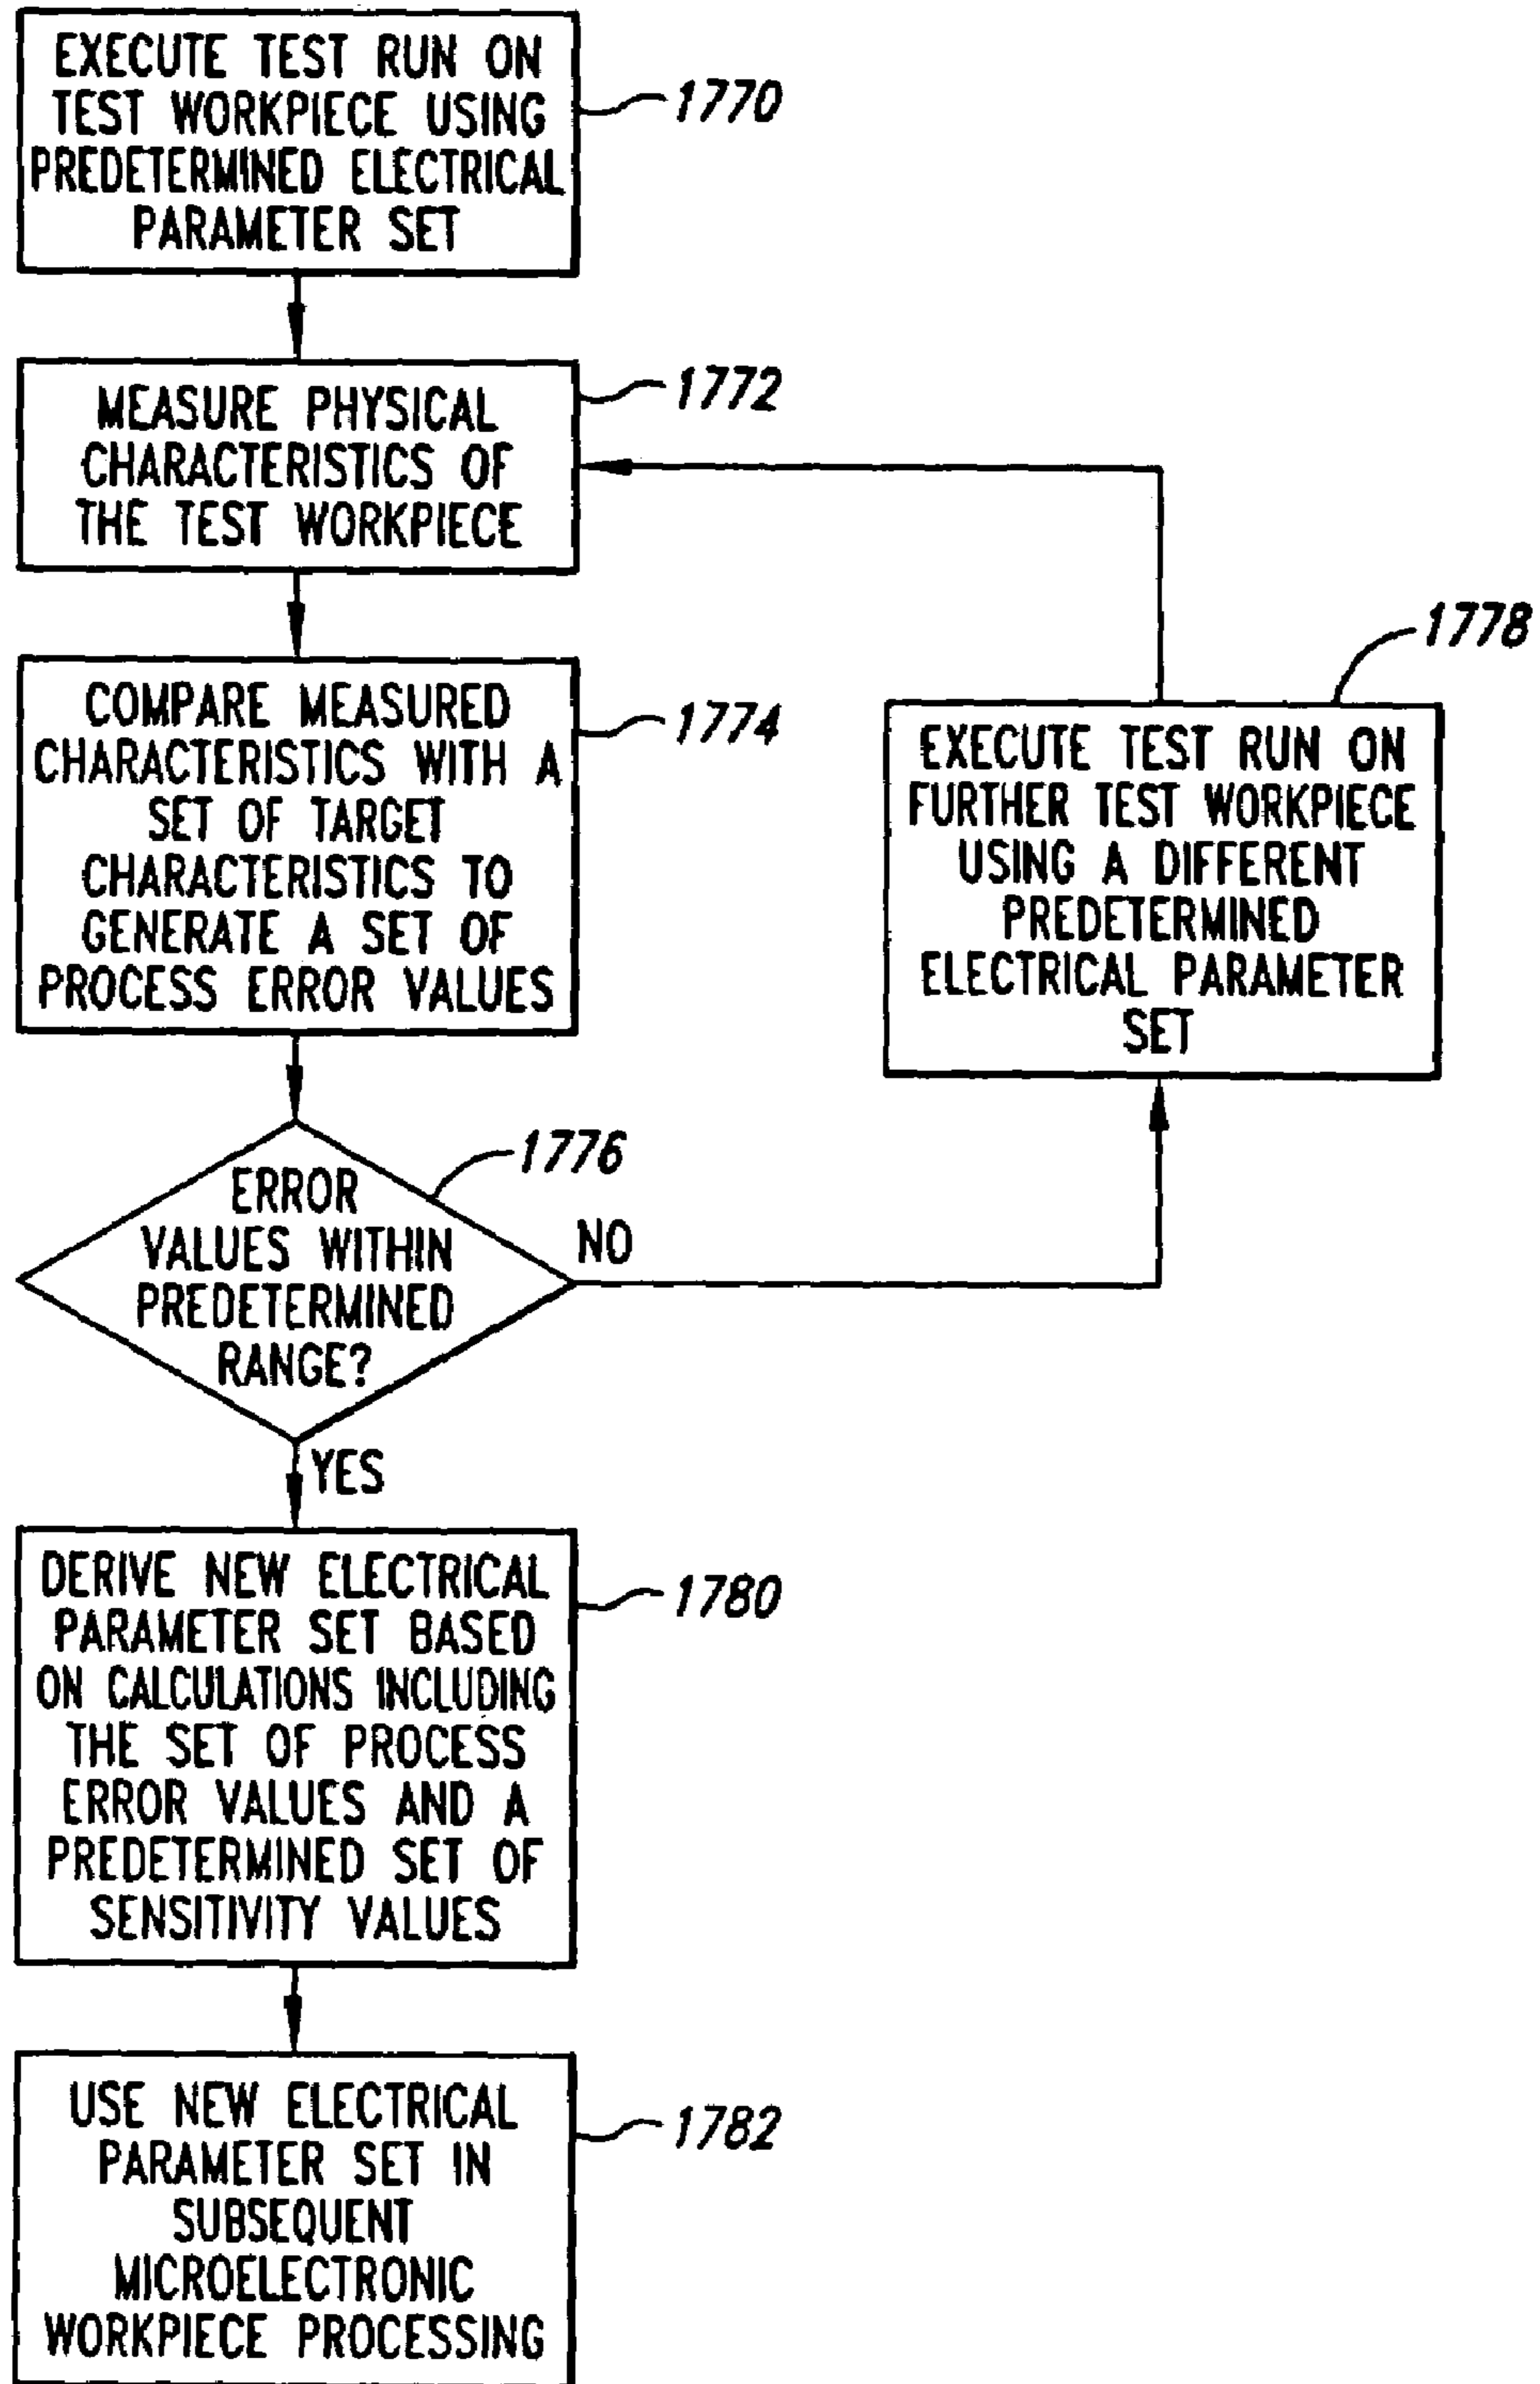 EXECUTE TEST RUN ON
TEST WORKPIECE USING
PREDETERMINED ELECTRICAL
PARAMETER SET
1770
MEASURE PHYSICAL
CHARACTERISTICS OF
THE TEST WORKPIECE
1772
COMPARE MEASURED
CHARACTERISTICS WITH A
SET OF TARGET
CHARACTERISTICS TO
GENERATE A SET OF
PROCESS ERROR VALUES
1774
EXECUTE TEST RUN ON
FURTHER TEST WORKPIECE
USING A DIFFERENT
PREDETERMINED
ELECTRICAL PARAMETER
SET
1778
ERROR
VALUES WITHIN
PREDETERMINED
RANGE?
1776
NO
YES
DERIVE NEW ELECTRICAL
PARAMETER SET BASED
ON CALCULATIONS INCLUDING
THE SET OF PROCESS
ERROR VALUES AND A
PREDETERMINED SET OF
SENSITIVITY VALUES
1780
USE NEW ELECTRICAL
PARAMETER SET IN
SUBSEQUENT
MICROELECTRONIC
WORKPIECE PROCESSING
1782